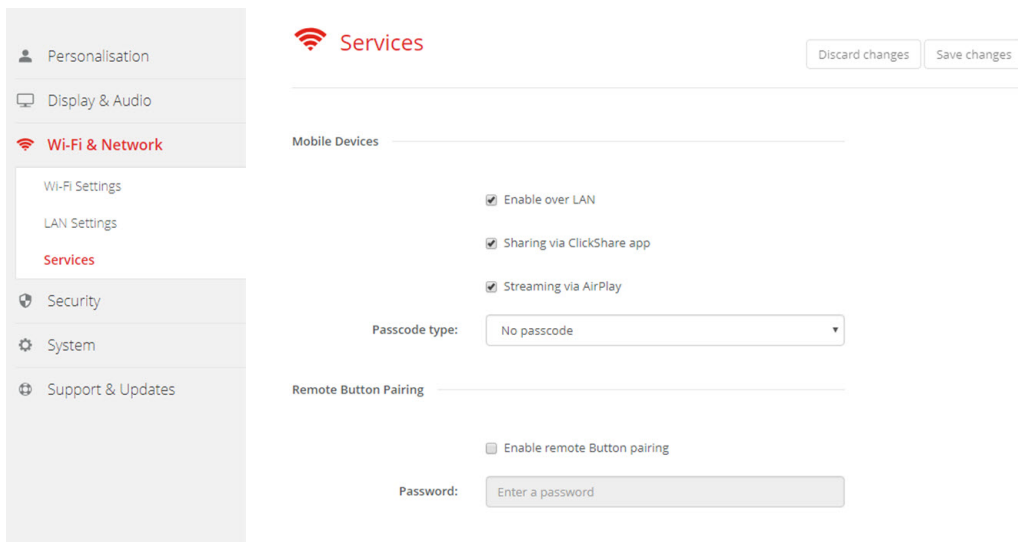 Personalisation
Display & Audio
Wi-Fi & Network
Wi-Fi Settings
LAN Settings
Services
Security
System
Support & Updates
Services
Discard changes
Save changes
Mobile Devices
Enable over LAN
Sharing via ClickShare app
Streaming via AirPlay
Passcode type: No passcode
Remote Button Pairing
Enable remote Button pairing
Password: Enter a password